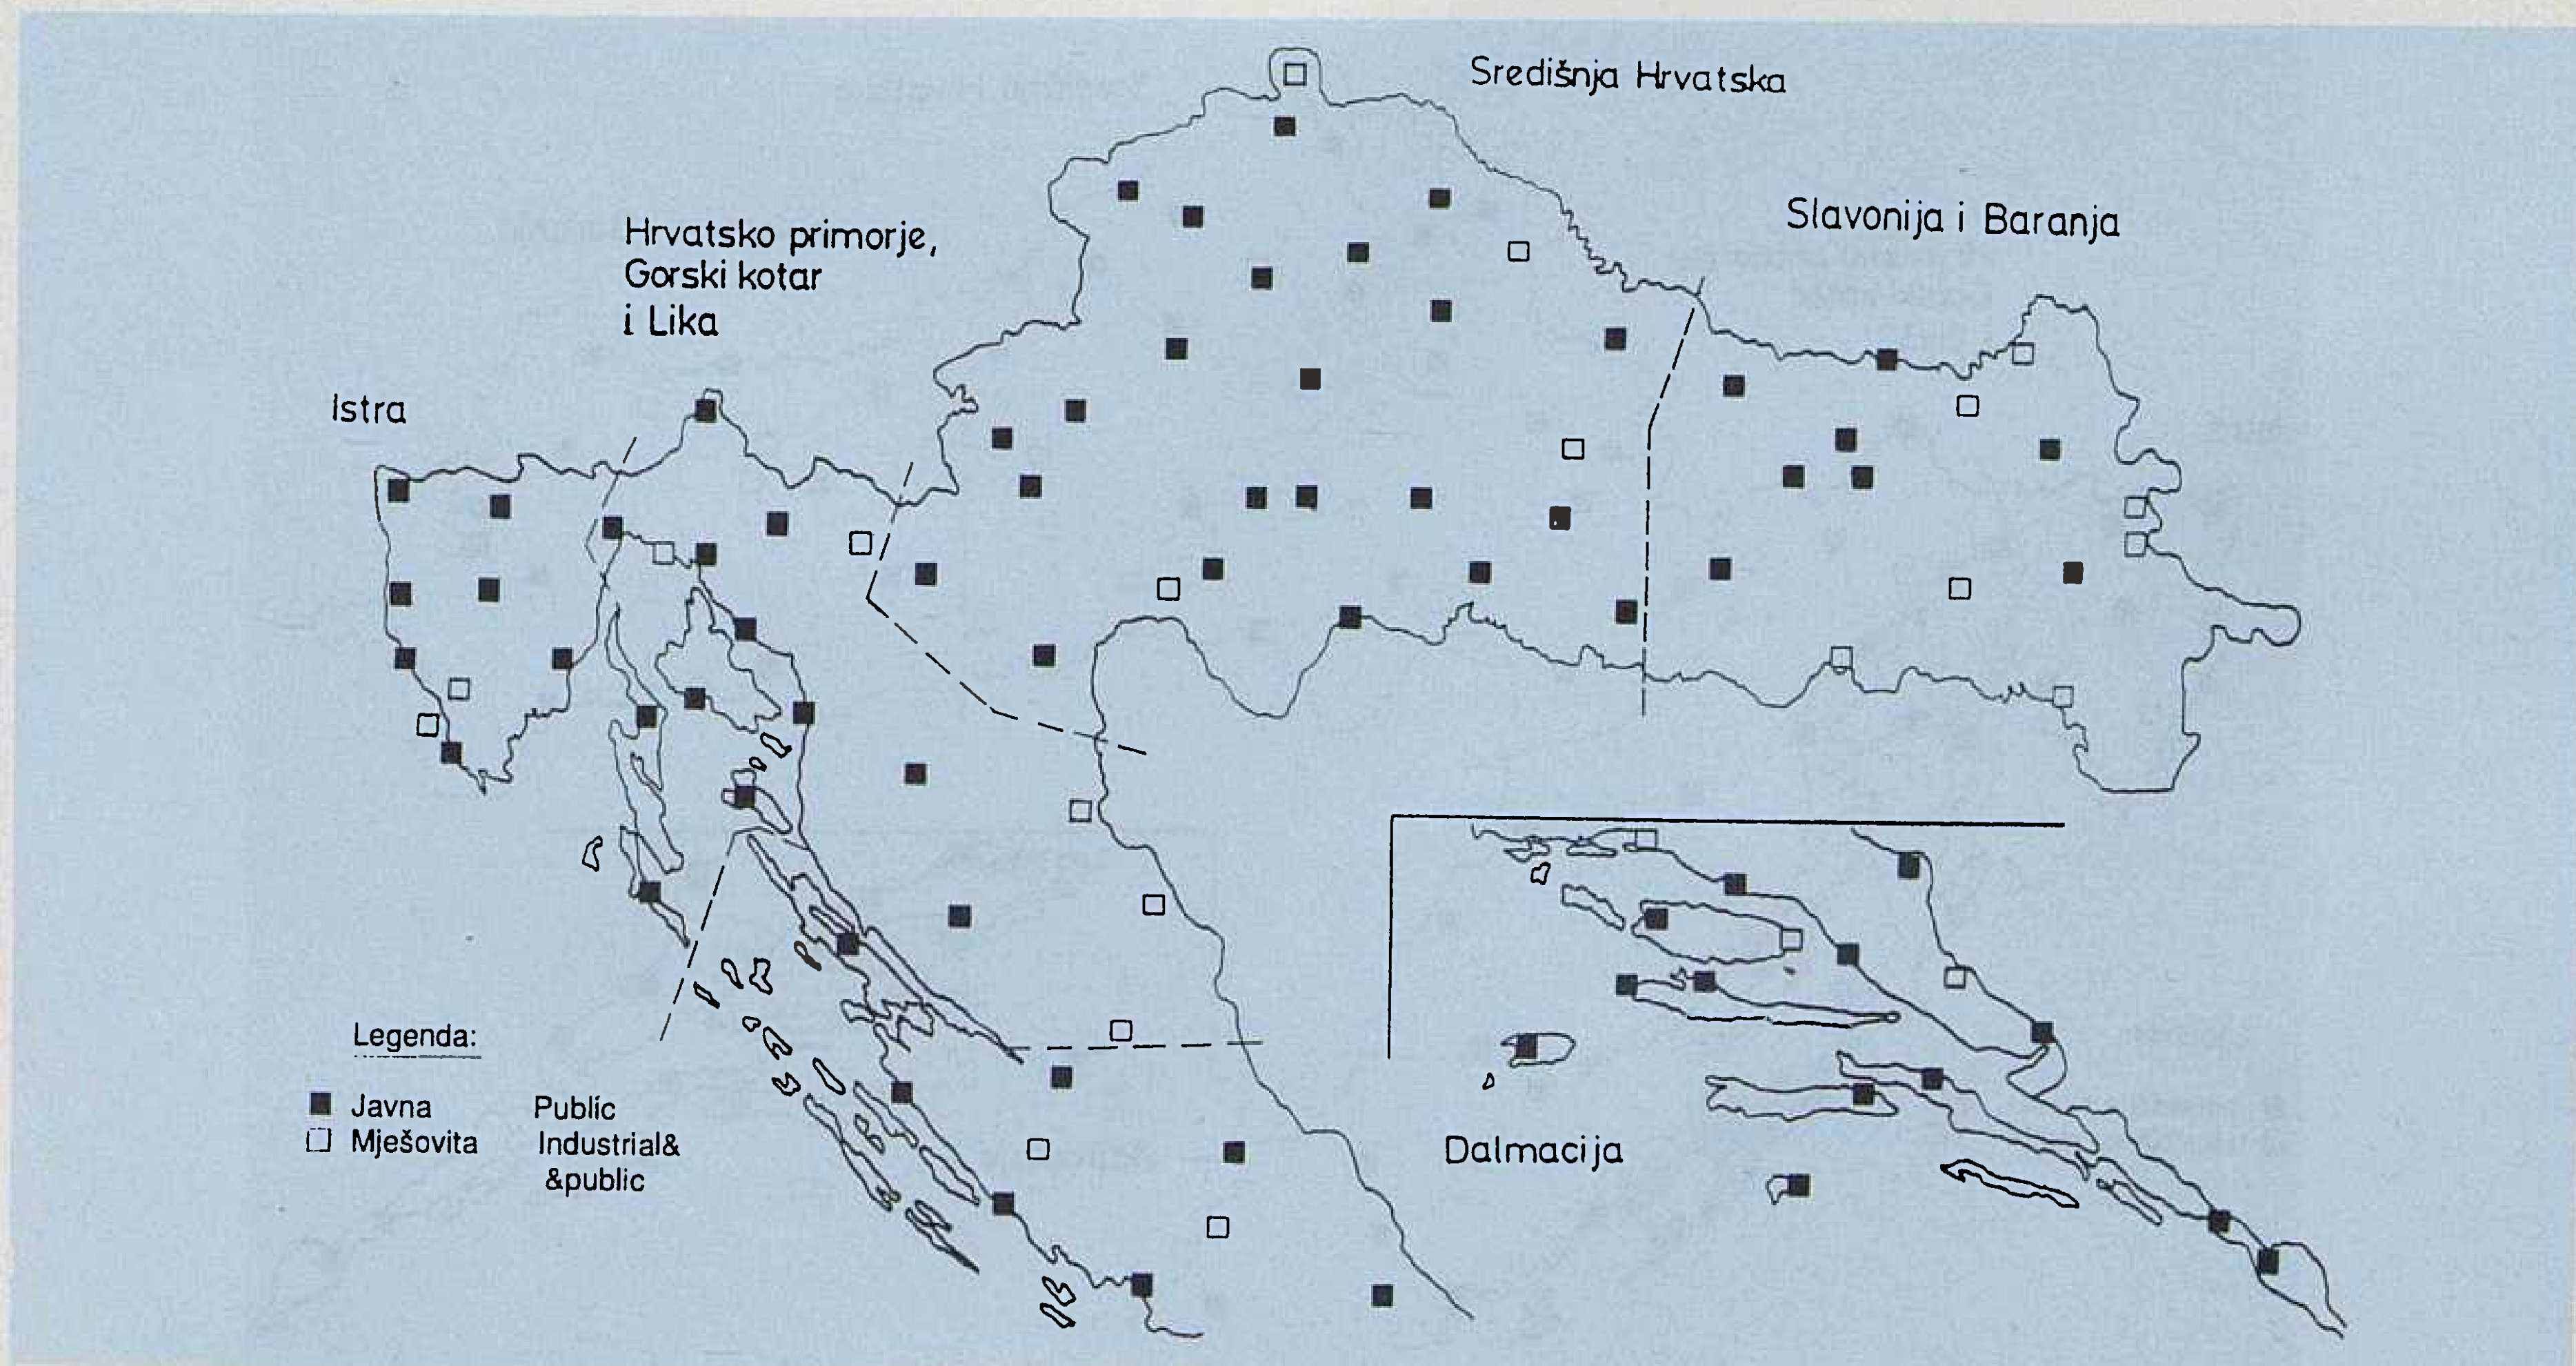 Središnja Hrvatska
Slavonija i Baranja
Hrvatsko primorje,
Gorski kotar
i Lika
Istra
Legenda:
Javna Public
Mješovita Industrial&
&public
Dalmacija